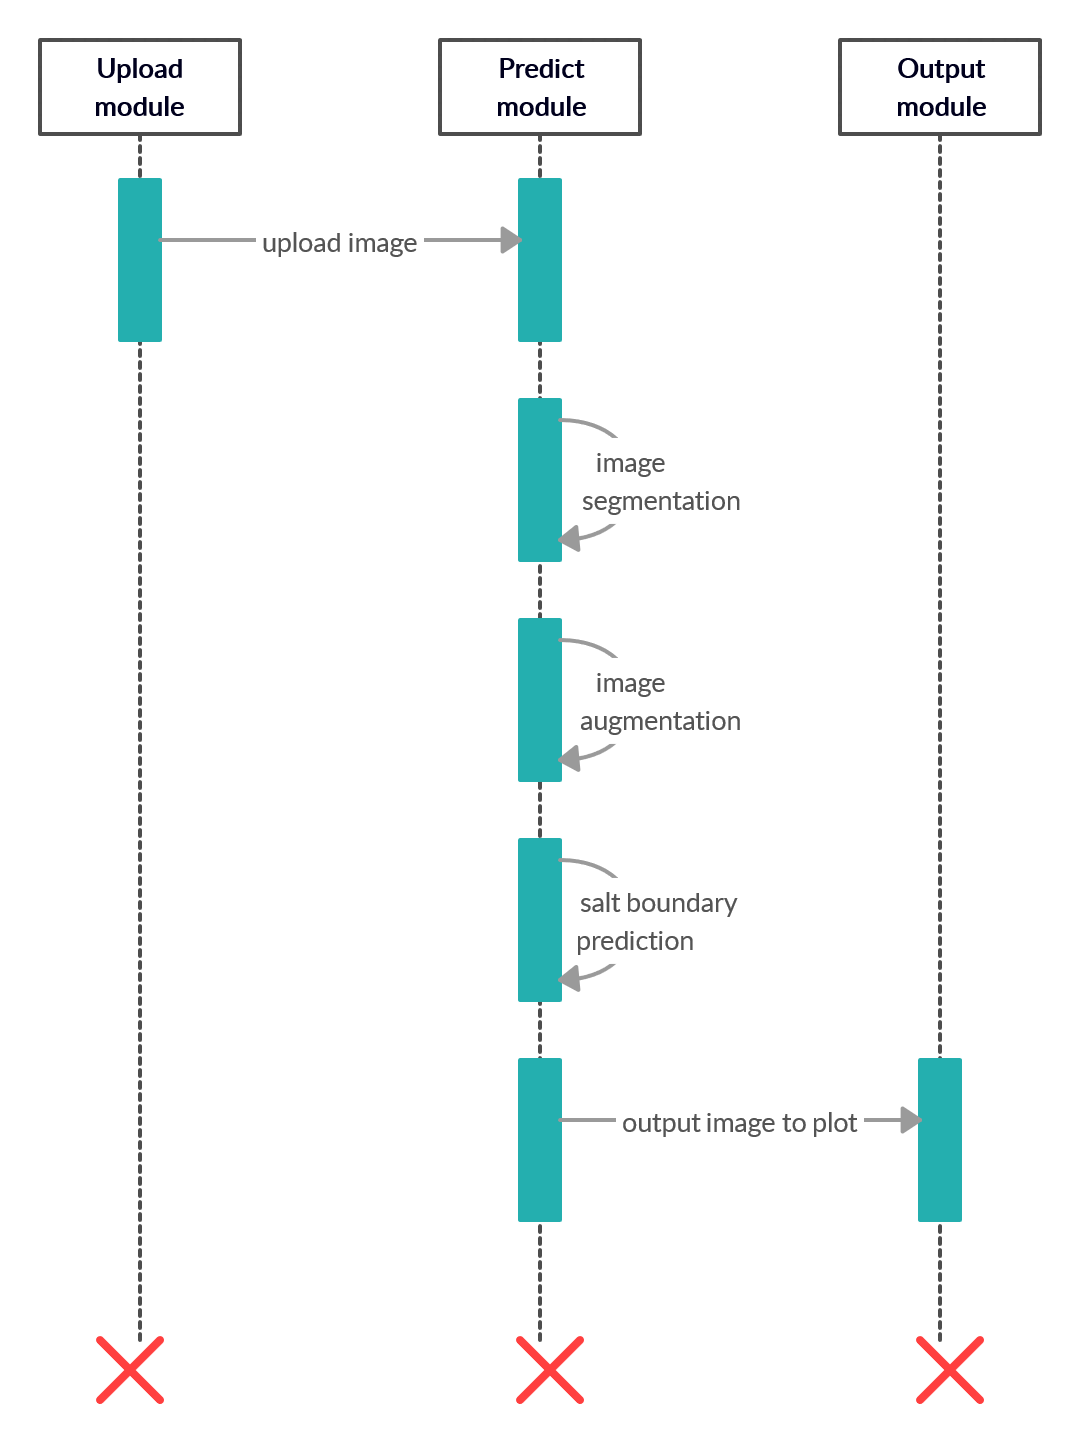 Upload
module
Predict
module
Output
module
upload image
image
segmentation
image
augmentation
salt boundary
prediction
output image to plot